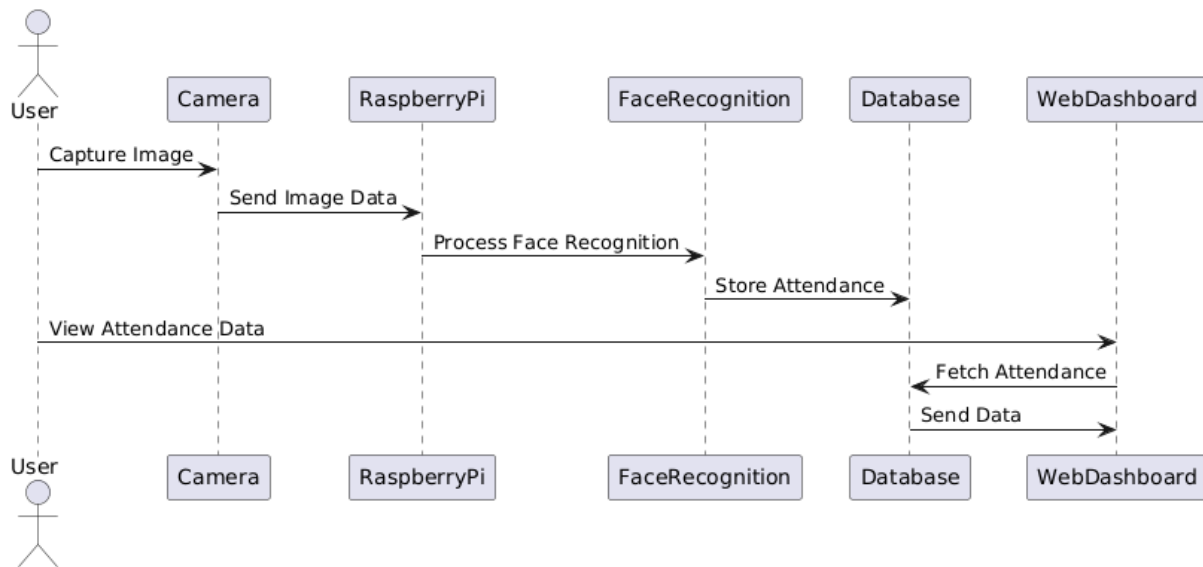 User
Camera
RaspberryPi
FaceRecognition
Database
WebDashboard
Capture Image
Send Image Data
Process Face Recognition
Store Attendance
View Attendance Data
Fetch Attendance
Send Data
User
Camera
RaspberryPi
FaceRecognition
Database
WebDashboard